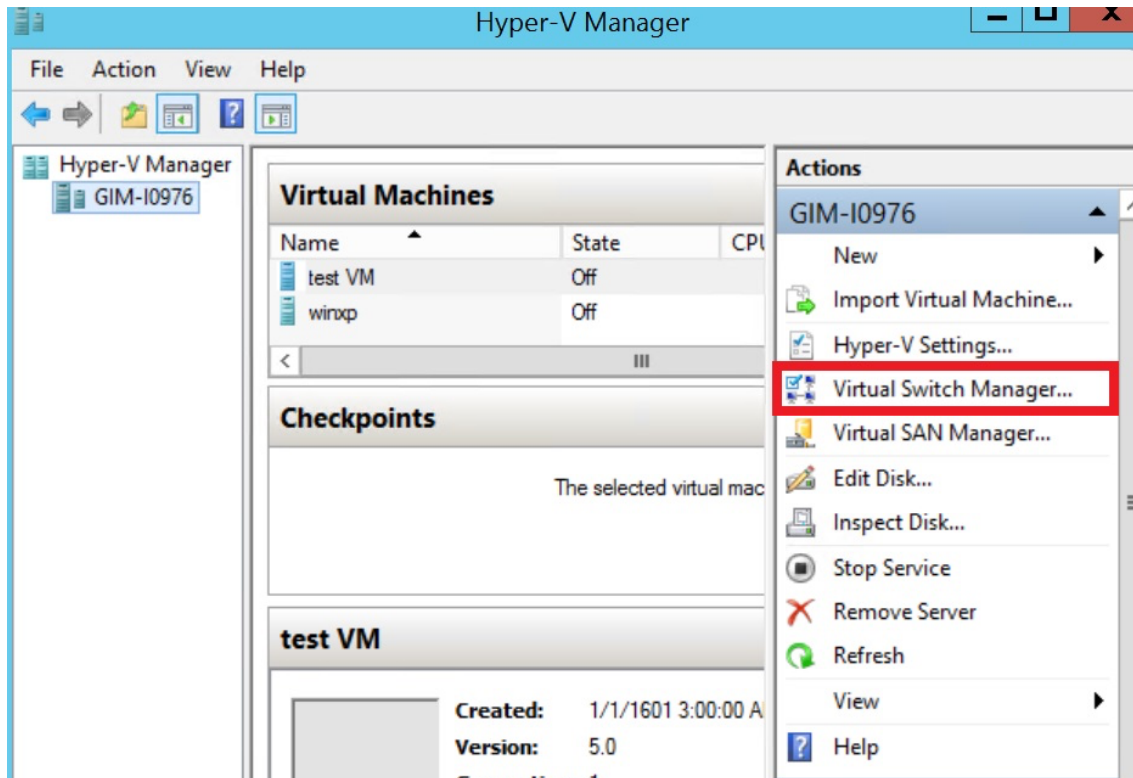 Hyper-V Manager
File Action View Help
Hyper-V Manager
GIM-I0976
Virtual Machines
Name State CPU
test VM Off
winxp Off
Checkpoints
The selected virtual mac
test VM
Created: 1/1/1601 3:00:00 A
Version: 5.0
Actions
GIM-I0976
New
Import Virtual Machine...
Hyper-V Settings...
Virtual Switch Manager...
Virtual SAN Manager...
Edit Disk...
Inspect Disk...
Stop Service
Remove Server
Refresh
View
Help